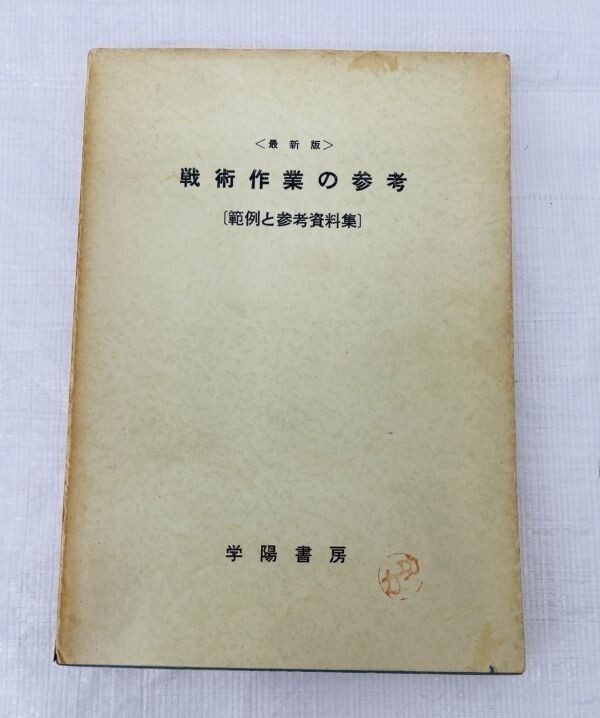 ＜最新版＞
戦術作業の参考
〔範例と参考資料集〕
学陽書房